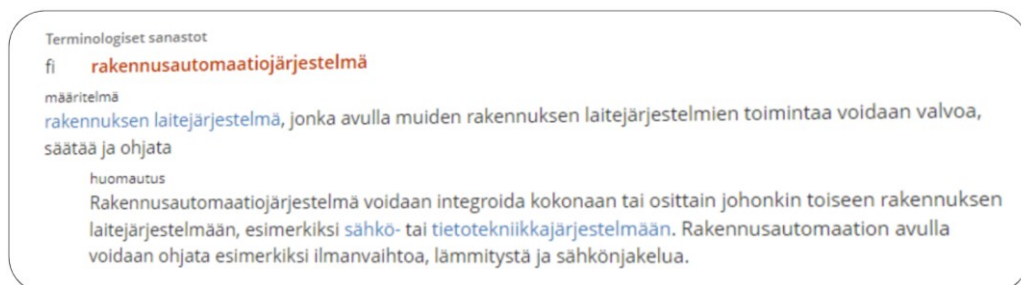 Terminologiset sanastot
fi rakennusautomaatiojärjestelmä
määritelmä
rakennuksen laitejärjestelmä, jonka avulla muiden rakennuksen laitejärjestelmien toimintaa voidaan valvoa,
säätää ja ohjata
huomautus
Rakennusautomaatiojärjestelmä voidaan integroida kokonaan tai osittain johonkin toiseen rakennuksen
laitejärjestelmään, esimerkiksi sähkö- tai tietotekniikkajärjestelmään. Rakennusautomaation avulla
voidaan ohjata esimerkiksi ilmanvaihtoa, lämmitystä ja sähkönjakelua.